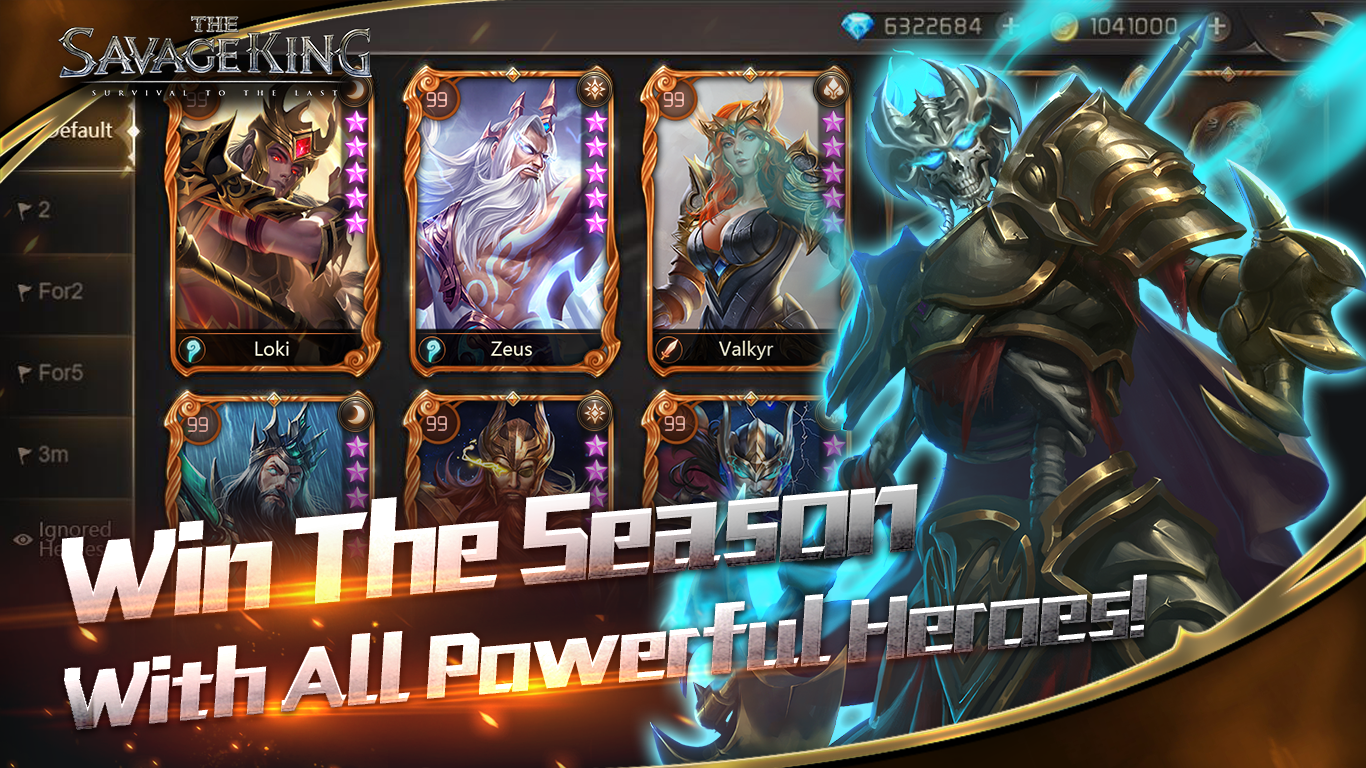 THE
SAVAGE KING
SURVIVAL TO THE LAST
6322684
1041000
Default
2
For2
For5
3m
Ignored
Heroes
99
99
99
Loki
Zeus
Valkyr
99
99
99
Win The Season
With All Powerful Heroes!